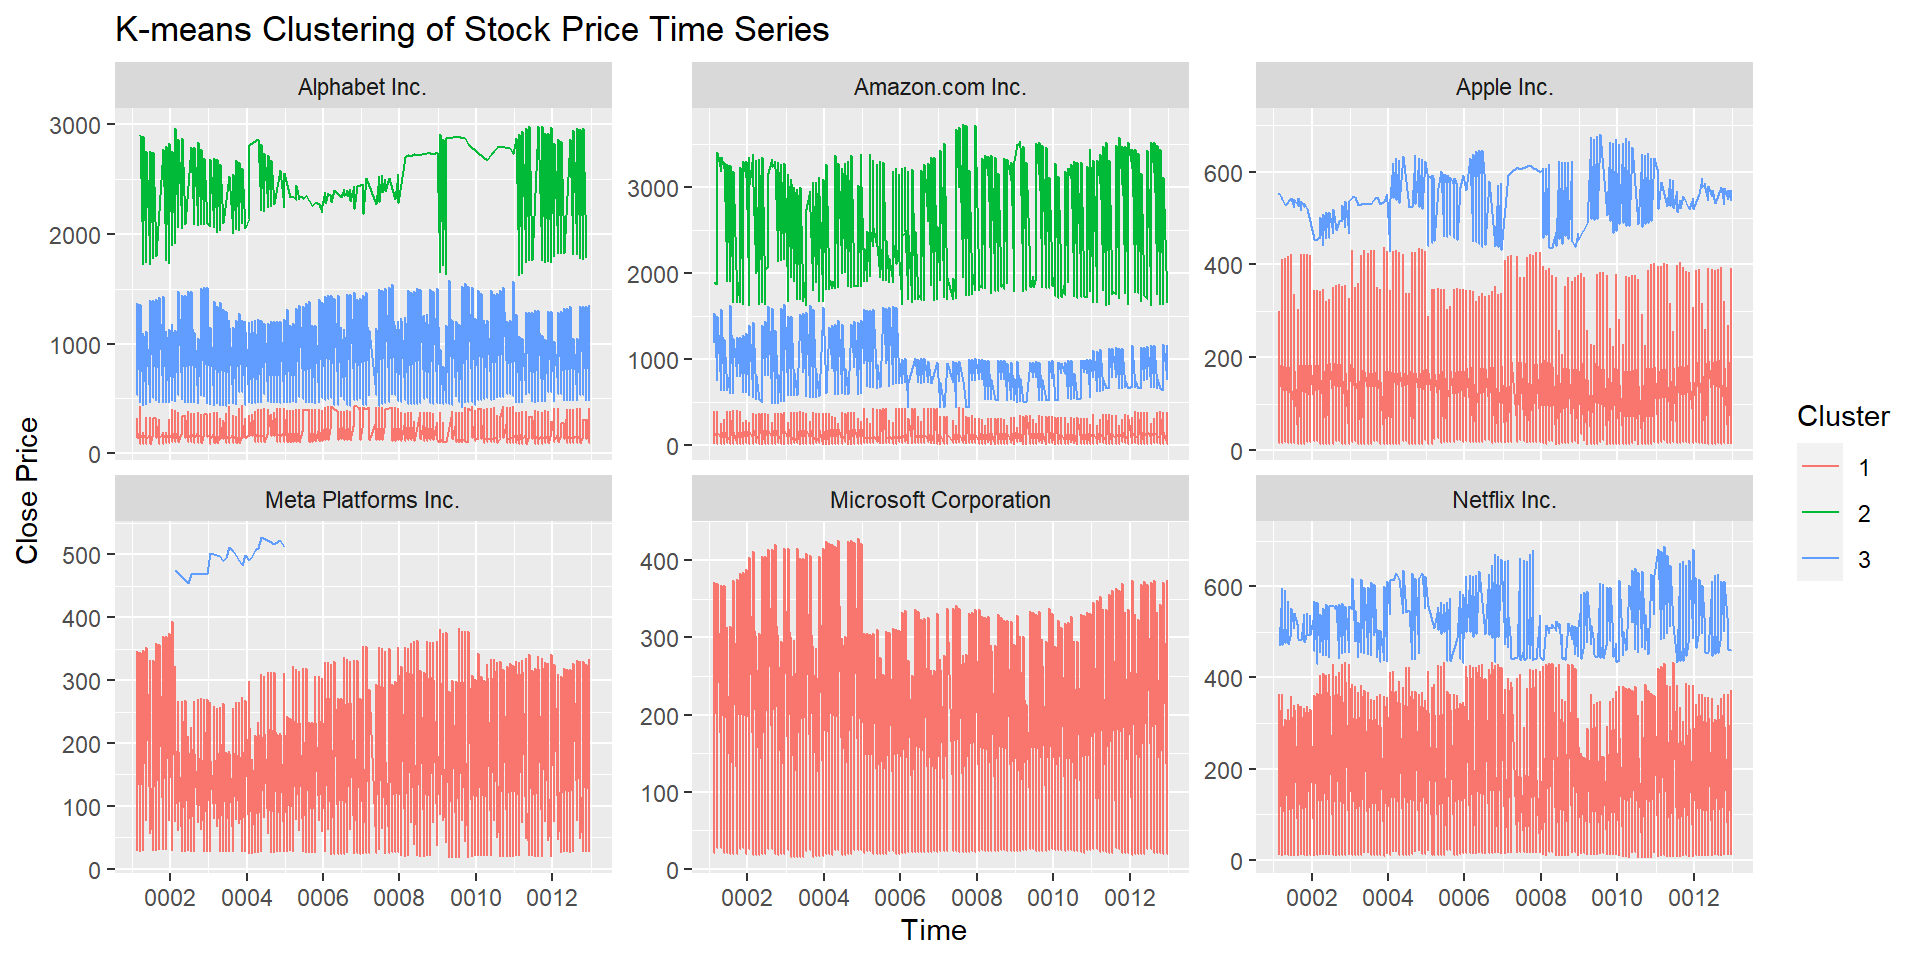 K-means Clustering of Stock Price Time Series
Alphabet Inc.
Amazon.com Inc.
Apple Inc.
3000
2000
1000
0
3000
2000
1000
0
600
400
200
0
Meta Platforms Inc.
Microsoft Corporation
Netflix Inc.
500
400
300
200
100
0
400
300
200
100
0
600
400
200
0
0002 0004 0006 0008 0010 0012
0002 0004 0006 0008 0010 0012
0002 0004 0006 0008 0010 0012
Time
Close Price
Cluster
1
2
3